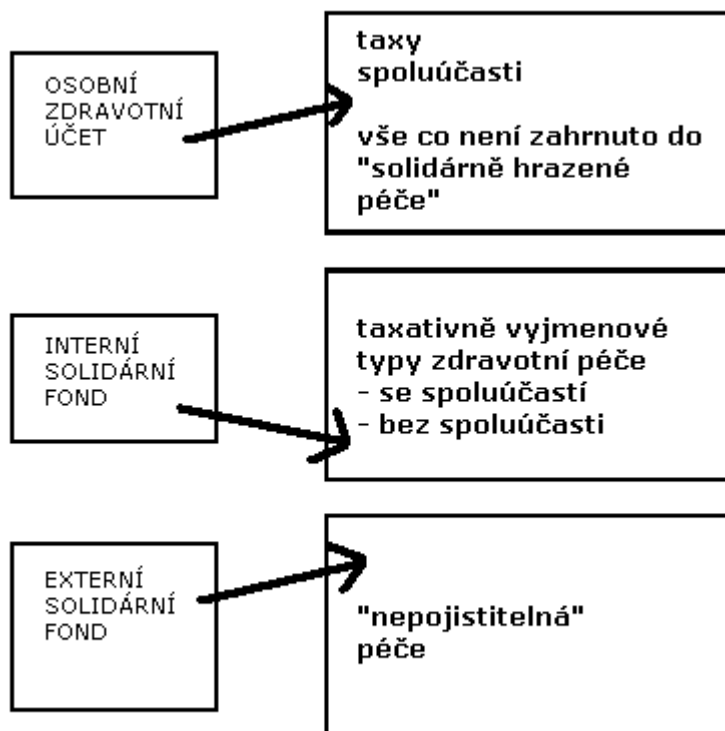 OSOBNÍ
ZDRAVOTNÍ
ÚČET
taxy
spoluúčasti
vše co není zahrnuto do
"solidárně hrazené
péče"
INTERNÍ
SOLIDÁRNÍ
FOND
taxativně vyjmenové
typy zdravotní péče
- se spoluúčastí
- bez spoluúčasti
EXTERNÍ
SOLIDÁRNÍ
FOND
"nepojistitelná"
péče